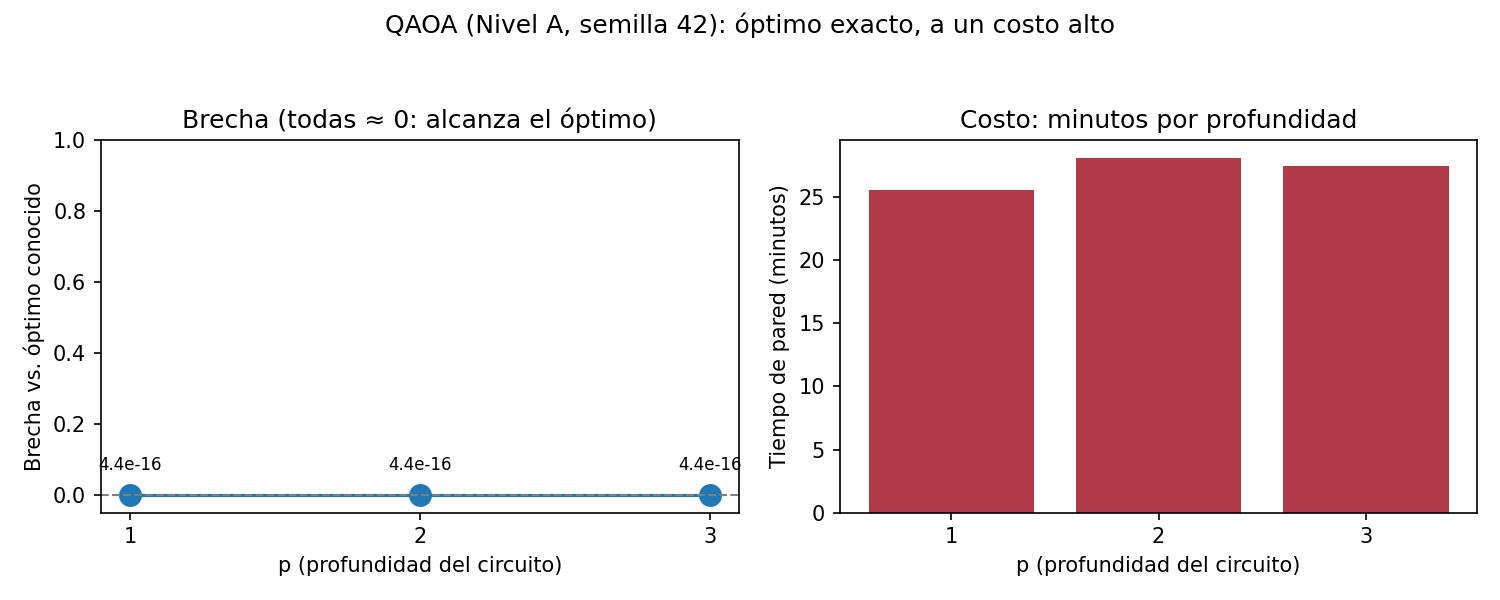 QAOA (Nivel A, semilla 42): óptimo exacto, a un costo alto
Brecha (todas ≈ 0: alcanza el óptimo)
Brecha vs. óptimo conocido
1.0
0.8
0.6
0.4
0.2
0.0
4.4e-16
4.4e-16
4.4e-16
1
2
3
p (profundidad del circuito)
Costo: minutos por profundidad
Tiempo de pared (minutos)
25
20
15
10
5
0
1
2
3
p (profundidad del circuito)